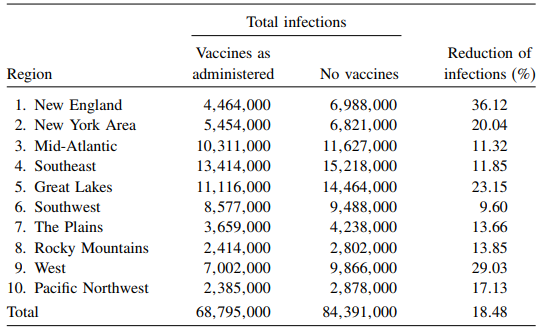 Total infections
Vaccines as Reduction of
Region administered No vaccines infections (%)
1. New England 4,464,000 6,988,000 36.12
2. New York Area 5,454,000 6,821,000 20.04
3. Mid-Atlantic 10,311,000 11,627,000 11.32
4. Southeast 13,414,000 15,218,000 11.85
5. Great Lakes 11,116,000 14,464,000 23.15
6. Southwest 8,577,000 9,488,000 9.60
7. The Plains 3,659,000 4,238,000 13.66
8. Rocky Mountains 2,414,000 2,802,000 13.85
9. West 7,002,000 9,866,000 29.03
10. Pacific Northwest 2,385,000 2,878,000 17.13
Total 68,795,000 84,391,000 18.48